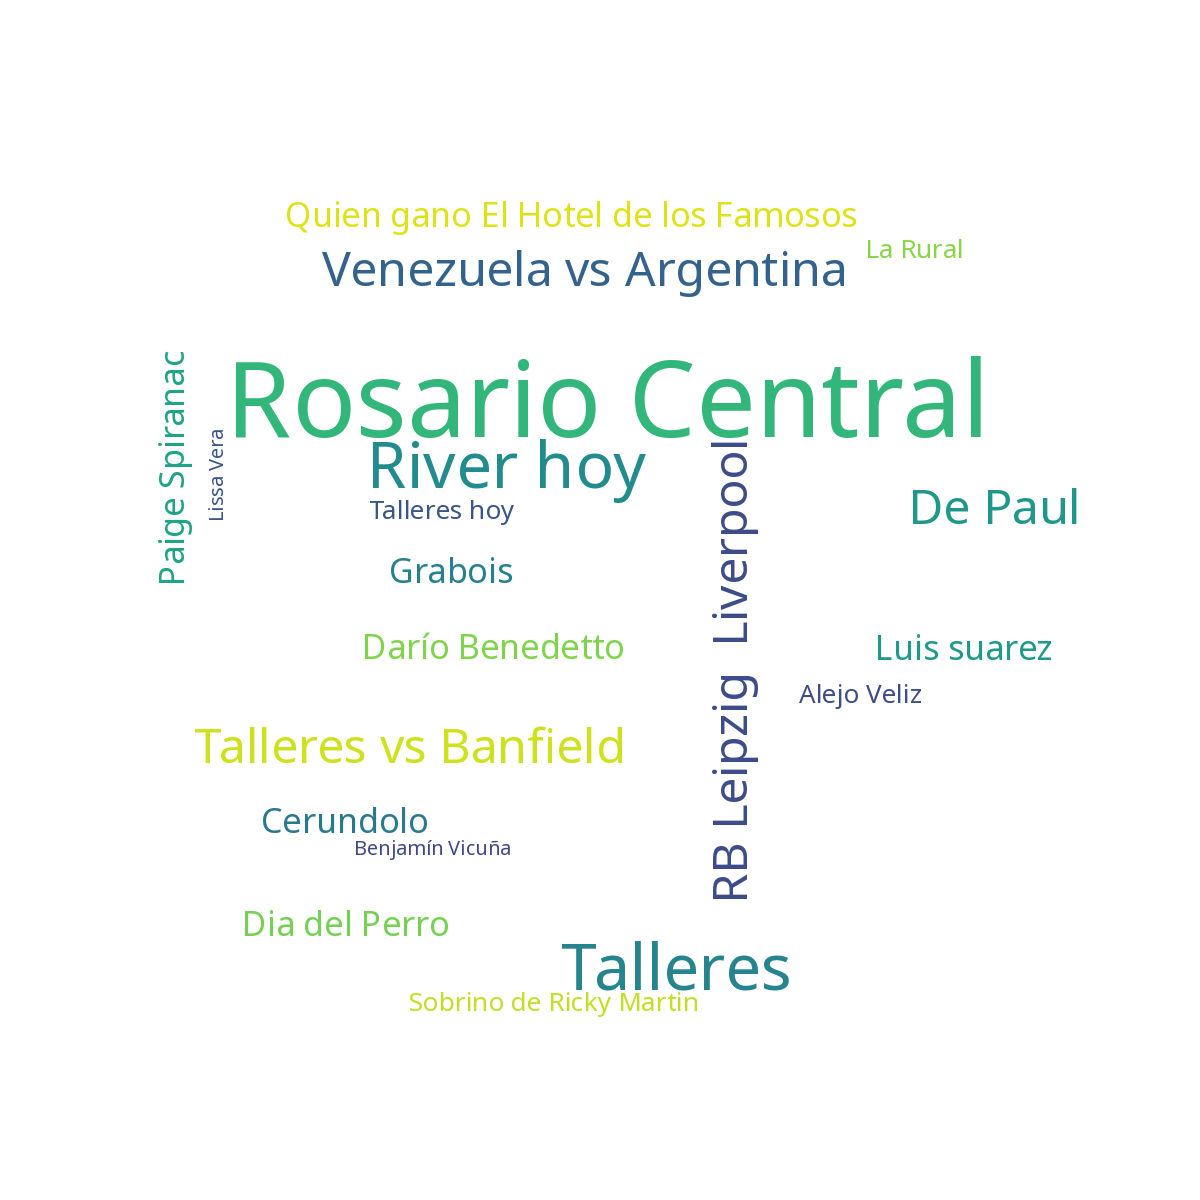 Quien gano El Hotel de los Famosos
La Rural
Venezuela vs Argentina
Rosario Central
Paige Spiranac
Lissa Vera
River hoy
Talleres hoy
De Paul
Grabois
RB Leipzig  Liverpool
Darío Benedetto
Luis suarez
Alejo Veliz
Talleres vs Banfield
Cerundolo
Benjamín Vicuña
Dia del Perro
Talleres
Sobrino de Ricky Martin